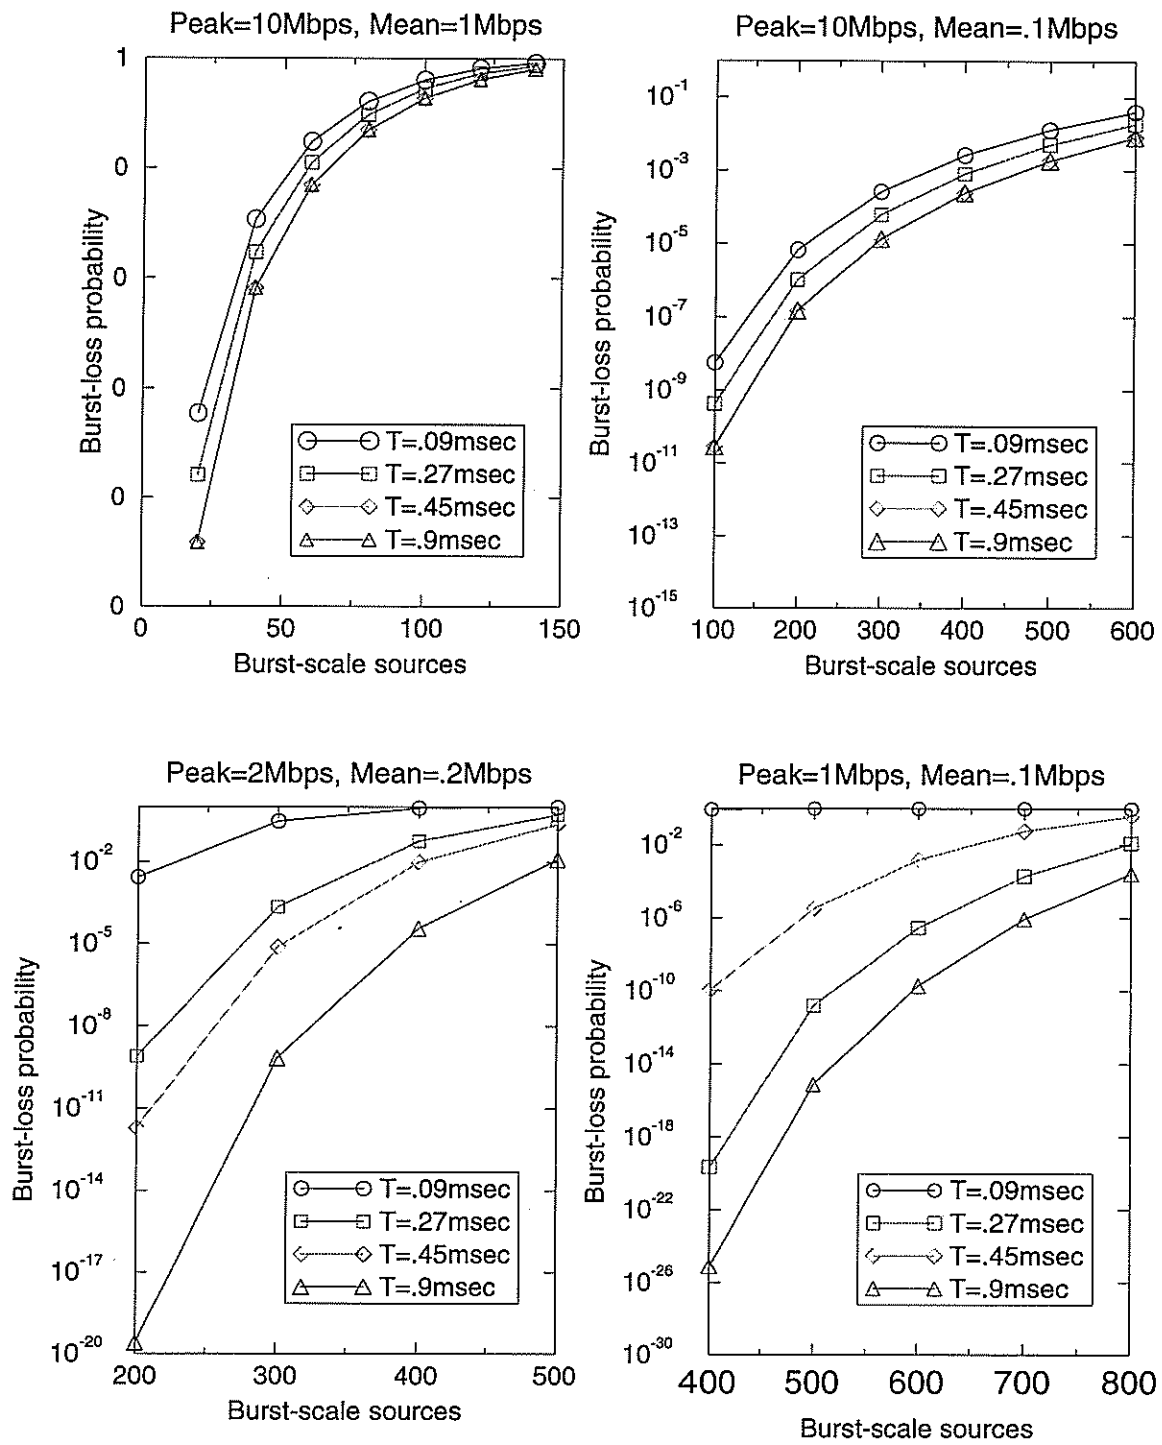 Peak=10Mbps, Mean=1Mbps
Burst-loss probability
1
0
0
0
0
0
0
50
100
150
Burst-scale sources
T=.09msec
T=.27msec
T=.45msec
T=.9msec
Peak=10Mbps, Mean=.1Mbps
Burst-loss probability
10-1
10-3
10-5
10-7
10-9
10-11
10-13
10-15
100
200
300
400
500
600
Burst-scale sources
T=.09msec
T=.27msec
T=.45msec
T=.9msec
Peak=2Mbps, Mean=.2Mbps
Burst-loss probability
10-2
10-5
10-8
10-11
10-14
10-17
10-20
200
300
400
500
Burst-scale sources
T=.09msec
T=.27msec
T=.45msec
T=.9msec
Peak=1Mbps, Mean=.1Mbps
Burst-loss probability
10-2
10-6
10-10
10-14
10-18
10-22
10-26
10-30
400
500
600
700
800
Burst-scale sources
T=.09msec
T=.27msec
T=.45msec
T=.9msec